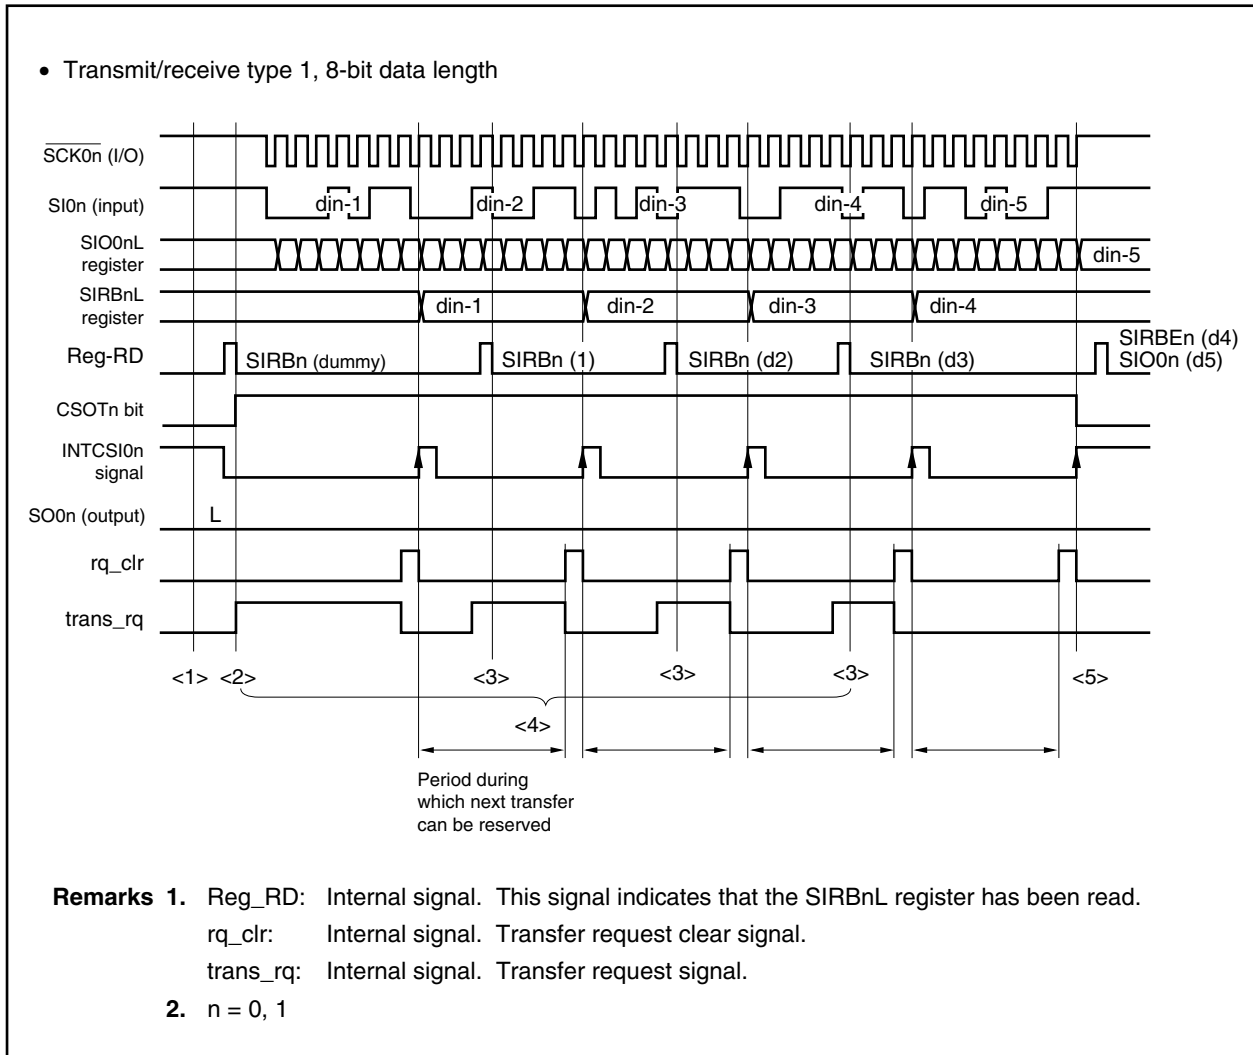 • Transmit/receive type 1, 8-bit data length
SCK0n (I/O)
SI0n (input)
din-1
din-2
din-3
din-4
din-5
SIO0nL
register
din-5
SIRBnL
register
din-1
din-2
din-3
din-4
Reg-RD
SIRBn (dummy)
SIRBn (1)
SIRBn (d2)
SIRBn (d3)
SIRBEn (d4)
SIO0n (d5)
CSOTn bit
INTCSI0n
signal
SO0n (output)
L
rq_clr
trans_rq
<1>
<2>
<3>
<3>
<3>
<5>
<4>
Period during
which next transfer
can be reserved
Remarks 1. Reg_RD: Internal signal. This signal indicates that the SIRBnL register has been read.
rq_clr: Internal signal. Transfer request clear signal.
trans_rq: Internal signal. Transfer request signal.
2. n = 0, 1